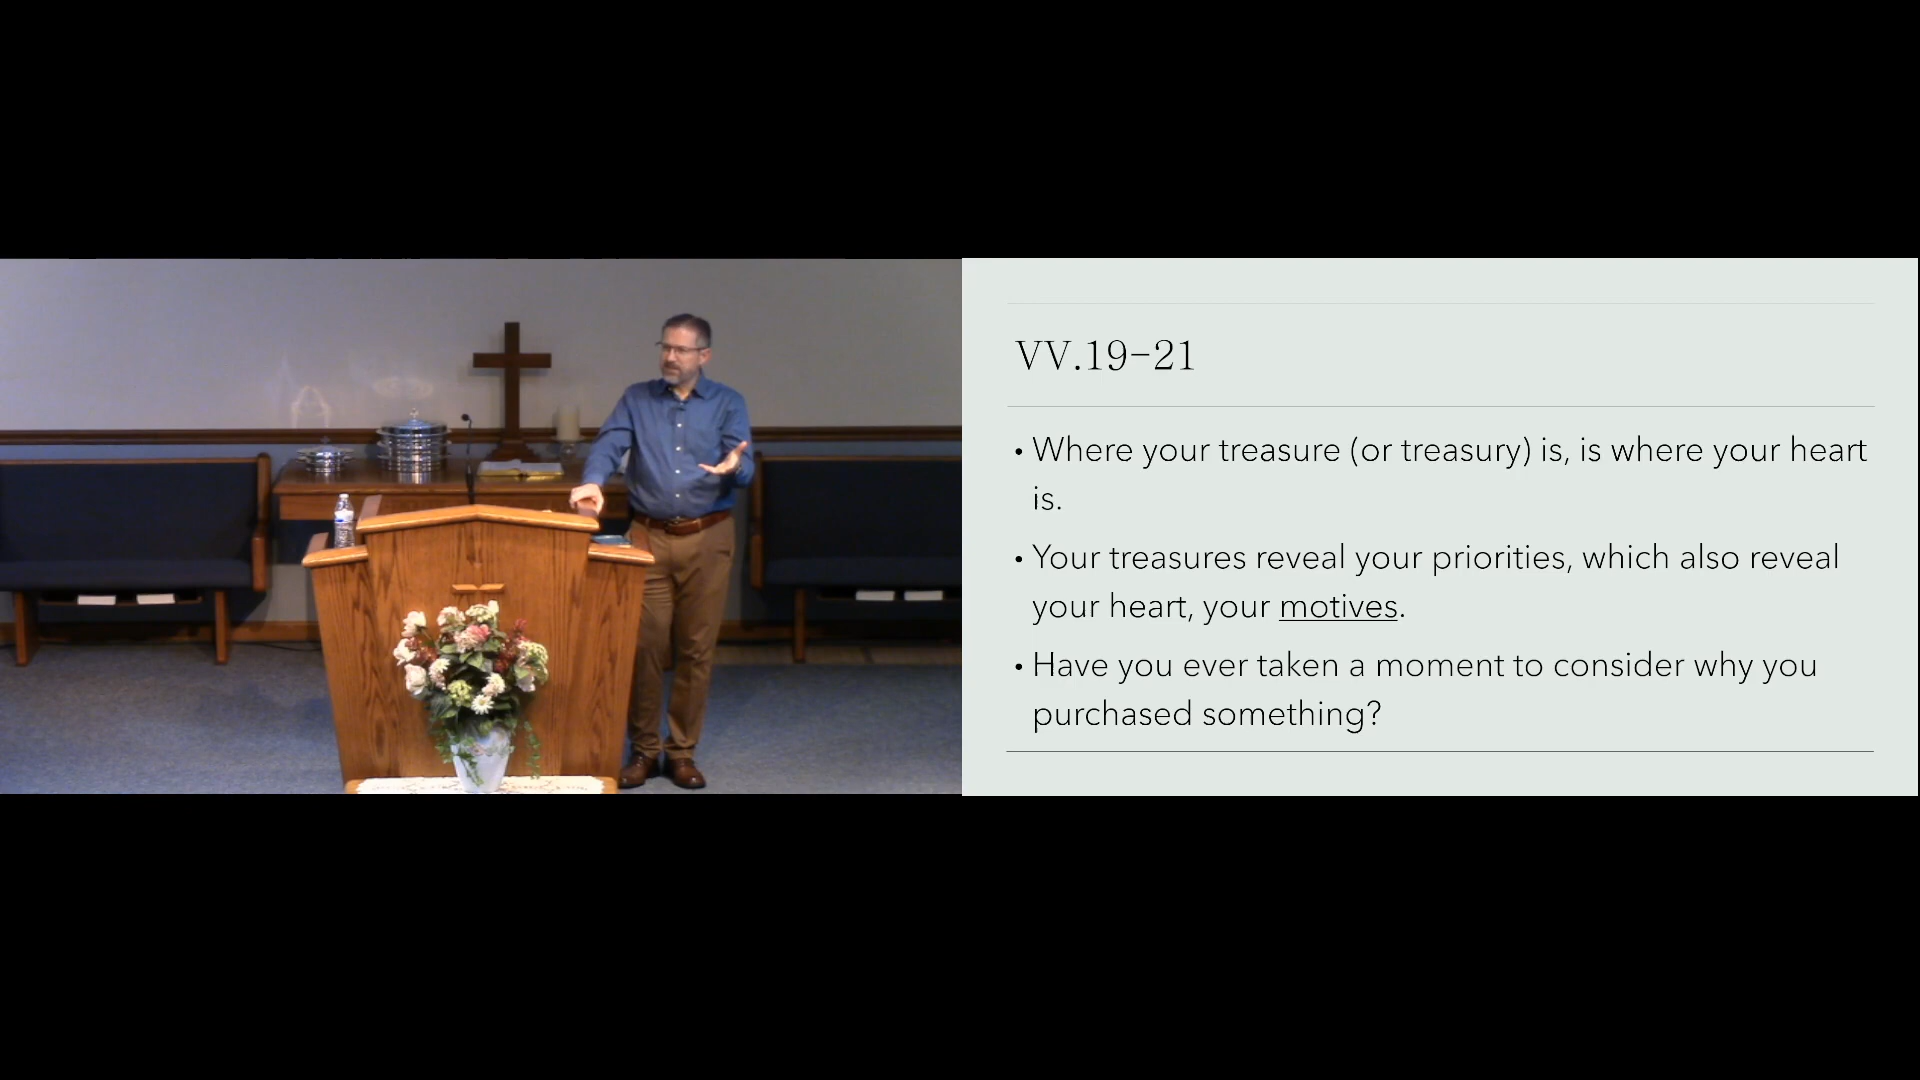 VV.19-21
• Where your treasure (or treasury) is, is where your heart
is.
• Your treasures reveal your priorities, which also reveal
your heart, your motives.
• Have you ever taken a moment to consider why you
purchased something?